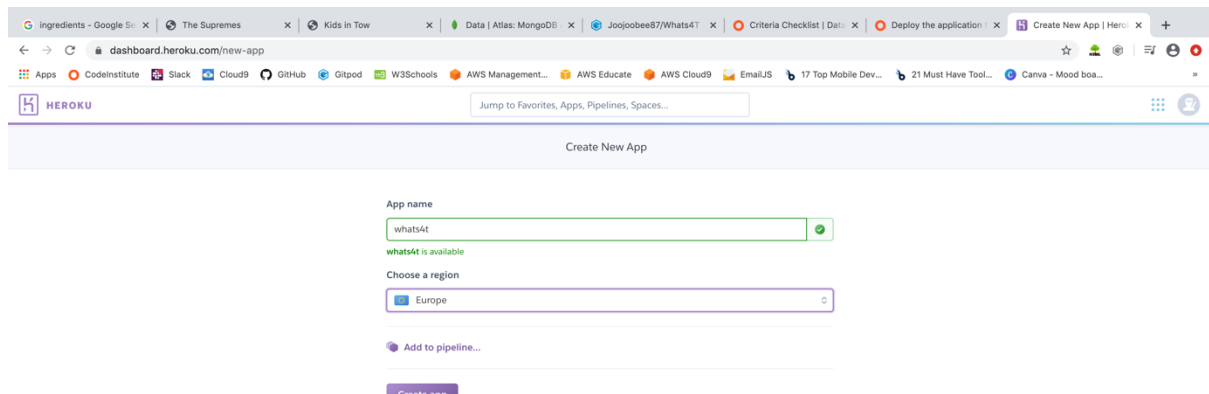 ingredients - Google Se
The Supremes
Kids in Tow
Data | Atlas: MongoDB
Joojoobee87/Whats4T
Criteria Checklist | Data
Deploy the application
Create New App | Herok
dashboard.heroku.com/new-app
Apps CodeInstitute Slack Cloud9 GitHub Gitpod W3Schools AWS Management... AWS Educate AWS Cloud9 EmailJS 17 Top Mobile Dev... 21 Must Have Tool... Canva - Mood boa... »
HEROKU
Jump to Favorites, Apps, Pipelines, Spaces...
Create New App
App name
whats4t
whats4t is available
Choose a region
Europe
Add to pipeline...
Create app